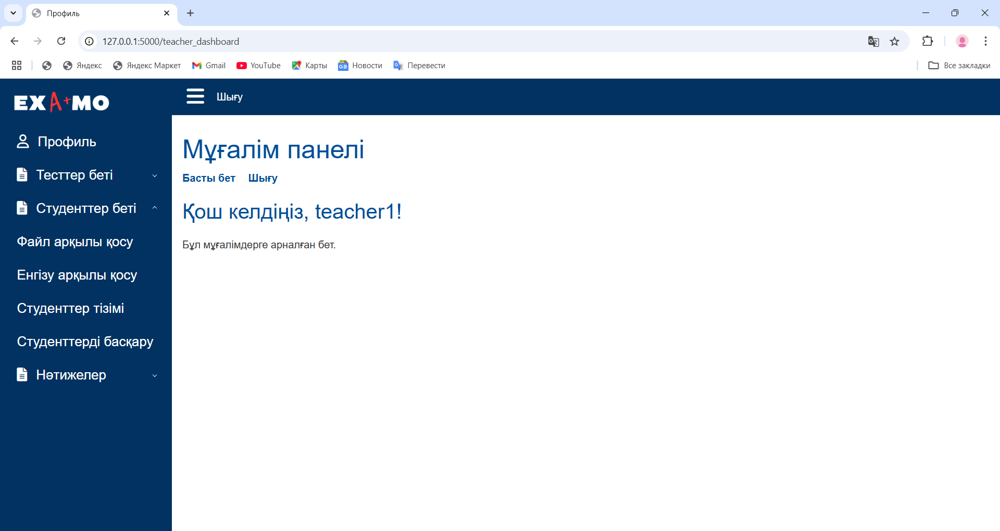 Профиль
127.0.0.1:5000/teacher_dashboard
Яндекс Яндекс Маркет Gmail YouTube Карты Новости Перевести Все закладки
EXA+MO
Шығу
Профиль
Тесттер беті
Студенттер беті
Файл арқылы қосу
Енгізу арқылы қосу
Студенттер тізімі
Студенттерді басқару
Нәтижелер
Мұғалім панелі
Басты бет Шығу
Қош келдіңіз, teacher1!
Бұл мұғалімдерге арналған бет.